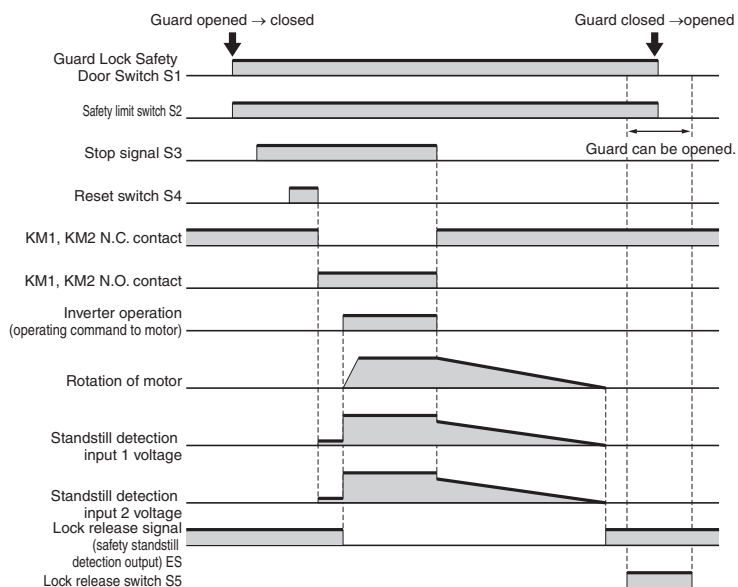 Guard opened → closed
Guard closed →opened
Guard Lock Safety
Door Switch S1
Safety limit switch S2
Guard can be opened.
Stop signal S3
Reset switch S4
KM1, KM2 N.C. contact
KM1, KM2 N.O. contact
Inverter operation
(operating command to motor)
Rotation of motor
Standstill detection
input 1 voltage
Standstill detection
input 2 voltage
Lock release signal
(safety standstill
detection output) ES
Lock release switch S5